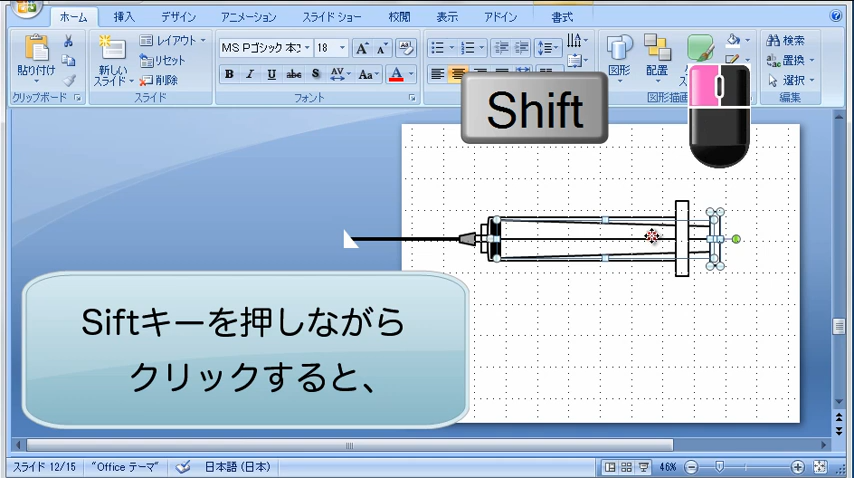 ホーム 挿入 デザイン アニメーション スライド ショー 校閲 表示 アドイン 書式
貼り付け
新しい
スライド
レイアウト
リセット
削除
MS Pゴシック 本文
18
B I U abc S AV Aa A
図形
配置
検索
置換
選択
クリップボード スライド フォント 編集
Shift
Siftキーを押しながら
クリックすると、
スライド 12/15 "Office テーマ" 日本語 (日本) 46%